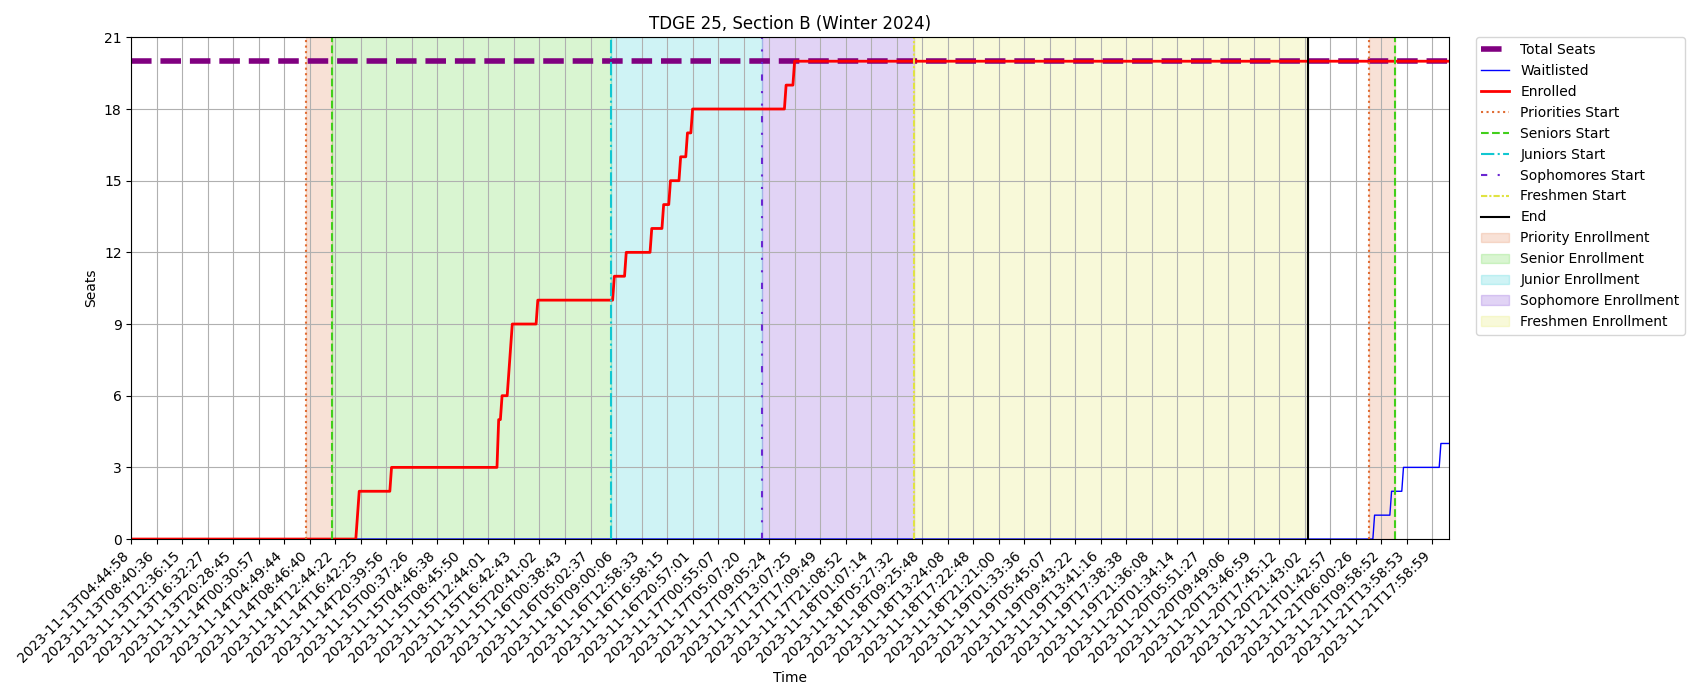 TDGE 25, Section B (Winter 2024)
Seats
21
18
15
12
9
6
3
0
2023-11-13T04:44:58
2023-11-13T08:40:36
2023-11-13T12:36:15
2023-11-13T16:32:27
2023-11-13T20:28:45
2023-11-14T00:30:57
2023-11-14T04:49:44
2023-11-14T08:46:40
2023-11-14T12:44:22
2023-11-14T16:42:25
2023-11-14T20:39:56
2023-11-15T00:37:26
2023-11-15T04:46:38
2023-11-15T08:45:50
2023-11-15T12:44:01
2023-11-15T16:42:43
2023-11-15T20:41:02
2023-11-16T00:38:43
2023-11-16T05:02:37
2023-11-16T09:00:06
2023-11-16T12:58:33
2023-11-16T16:58:15
2023-11-16T20:57:01
2023-11-17T00:55:07
2023-11-17T05:07:20
2023-11-17T09:05:24
2023-11-17T13:07:25
2023-11-17T17:09:49
2023-11-17T21:08:52
2023-11-18T01:07:14
2023-11-18T05:27:32
2023-11-18T09:25:48
2023-11-18T13:24:08
2023-11-18T17:22:48
2023-11-18T21:21:00
2023-11-19T01:33:36
2023-11-19T05:45:07
2023-11-19T09:43:22
2023-11-19T13:41:16
2023-11-19T17:38:38
2023-11-19T21:36:08
2023-11-20T01:34:14
2023-11-20T05:51:27
2023-11-20T09:49:06
2023-11-20T13:46:59
2023-11-20T17:45:12
2023-11-20T21:43:02
2023-11-21T01:42:57
2023-11-21T06:00:26
2023-11-21T09:58:52
2023-11-21T13:58:53
2023-11-21T17:58:59
Time
Total Seats
Waitlisted
Enrolled
Priorities Start
Seniors Start
Juniors Start
Sophomores Start
Freshmen Start
End
Priority Enrollment
Senior Enrollment
Junior Enrollment
Sophomore Enrollment
Freshmen Enrollment